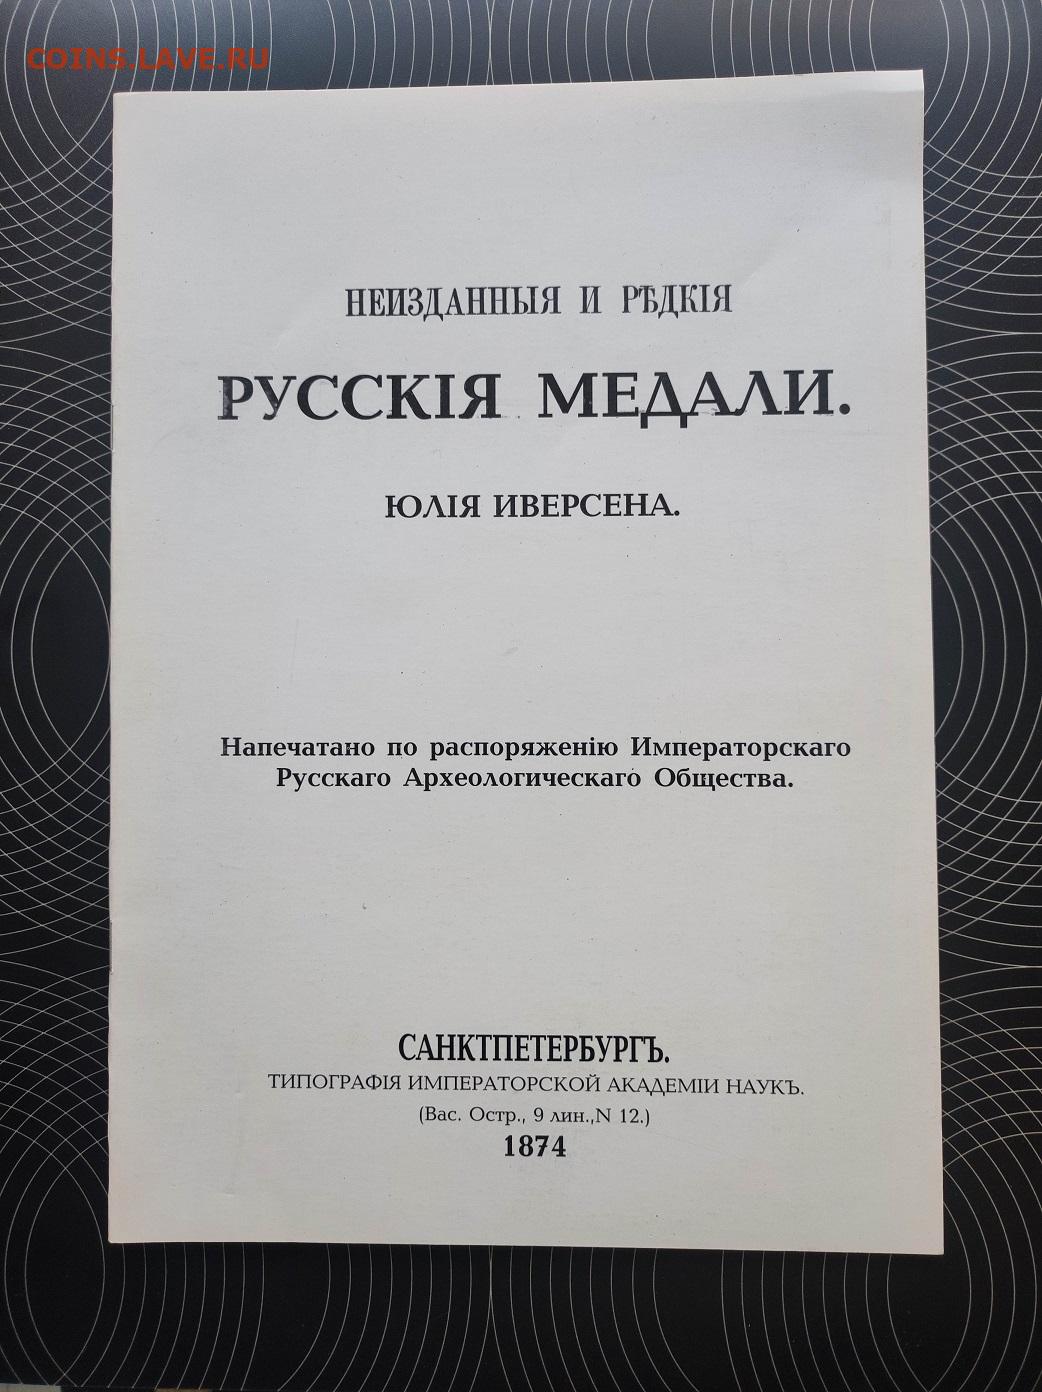 COINS.LAVE.RU
НЕИЗДАННЫЯ И РѢДКІЯ
РУССКІЯ МЕДАЛИ.
ЮЛІЯ ИВЕРСЕНА.
Напечатано по распоряженію Императорскаго
Русскаго Археологическаго Общества.
САНКТПЕТЕРБУРГЪ.
ТИПОГРАФІЯ ИМПЕРАТОРСКОЙ АКАДЕМІИ НАУКЪ.
(Вас. Остр., 9 лин.,N 12.)
1874